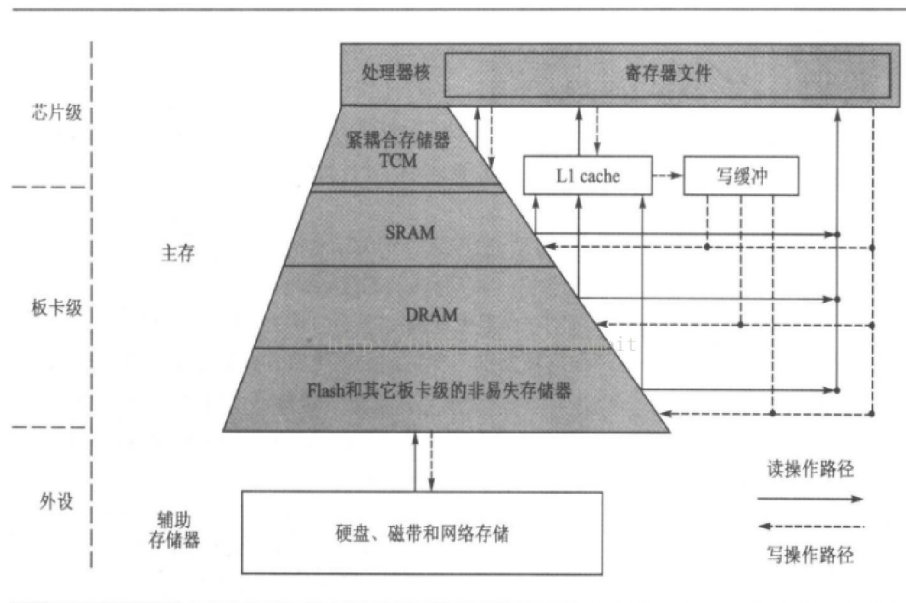 处理器核
寄存器文件
芯片级
紧耦合存储器
TCM
L1 cache
写缓冲
SRAM
主存
板卡级
DRAM
Flash和其它板卡级的非易失存储器
读操作路径
外设
辅助
存储器
硬盘、磁带和网络存储
写操作路径